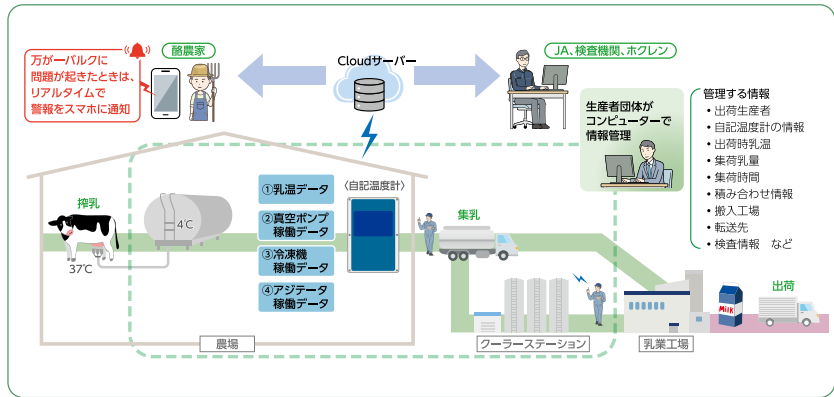 万が一バルクに
問題が起きたときは、
リアルタイムで
警報をスマホに通知
酪農家
Cloudサーバー
JA、検査機関、ホクレン
生産者団体が
コンピューターで
情報管理
管理する情報
・出荷生産者
・自記温度計の情報
・出荷時乳温
・集荷乳量
・集荷時間
・積み合わせ情報
・搬入工場
・転送先
・検査情報 など
搾乳
37℃
4℃
①乳温データ
②真空ポンプ
稼働データ
③冷凍機
稼働データ
④アジテータ
稼働データ
〈自記温度計〉
集乳
Milk
出荷
農場
クーラーステーション
乳業工場